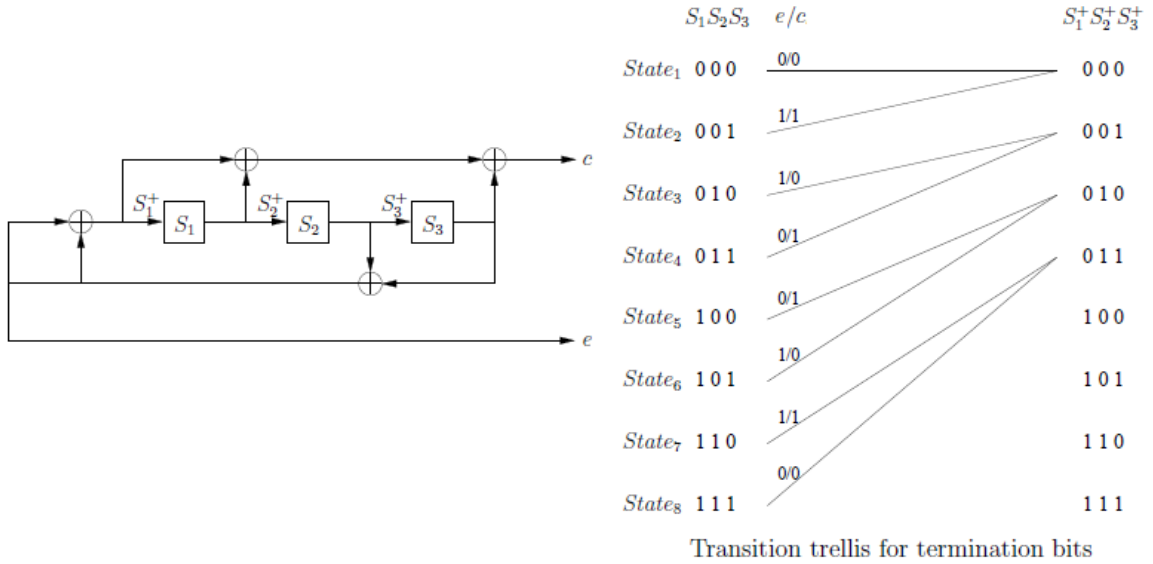 c
S₁⁺ S₁ S₂⁺ S₂ S₃⁺ S₃
e
S₁S₂S₃ e/c S₁⁺S₂⁺S₃⁺
State₁ 0 0 0 0/0 0 0 0
State₂ 0 0 1 1/1 0 0 1
State₃ 0 1 0 1/0 0 1 0
State₄ 0 1 1 0/1 0 1 1
State₅ 1 0 0 0/1 1 0 0
State₆ 1 0 1 1/0 1 0 1
State₇ 1 1 0 1/1 1 1 0
State₈ 1 1 1 0/0 1 1 1
Transition trellis for termination bits